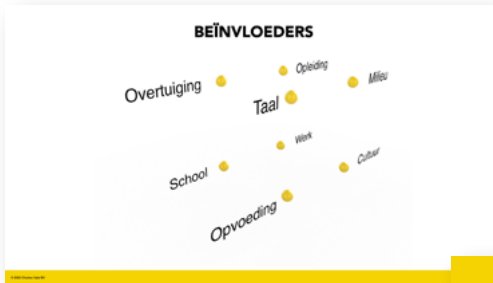 BEÏNVLOEDERS
Opleiding
Overtuiging
Milieu
Taal
Werk
School
Cultuur
Opvoeding